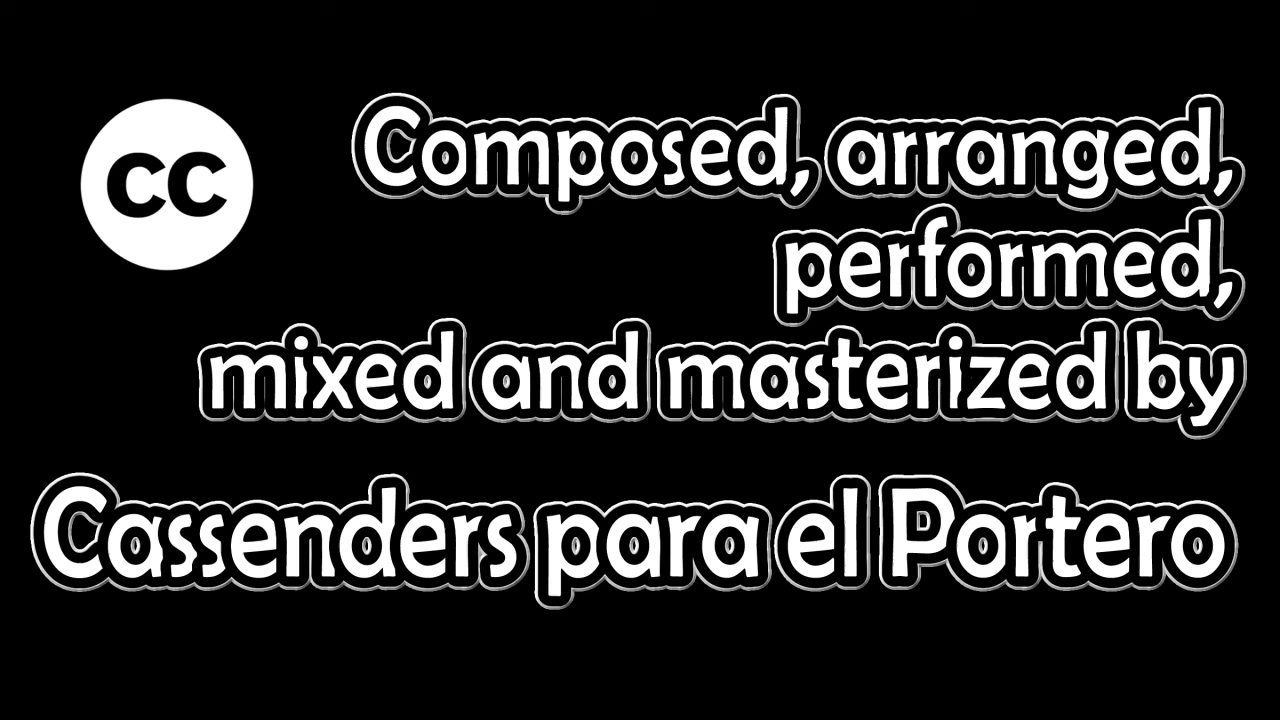 cc
Composed, arranged,
performed,
mixed and masterized by
Cassenders para el Portero